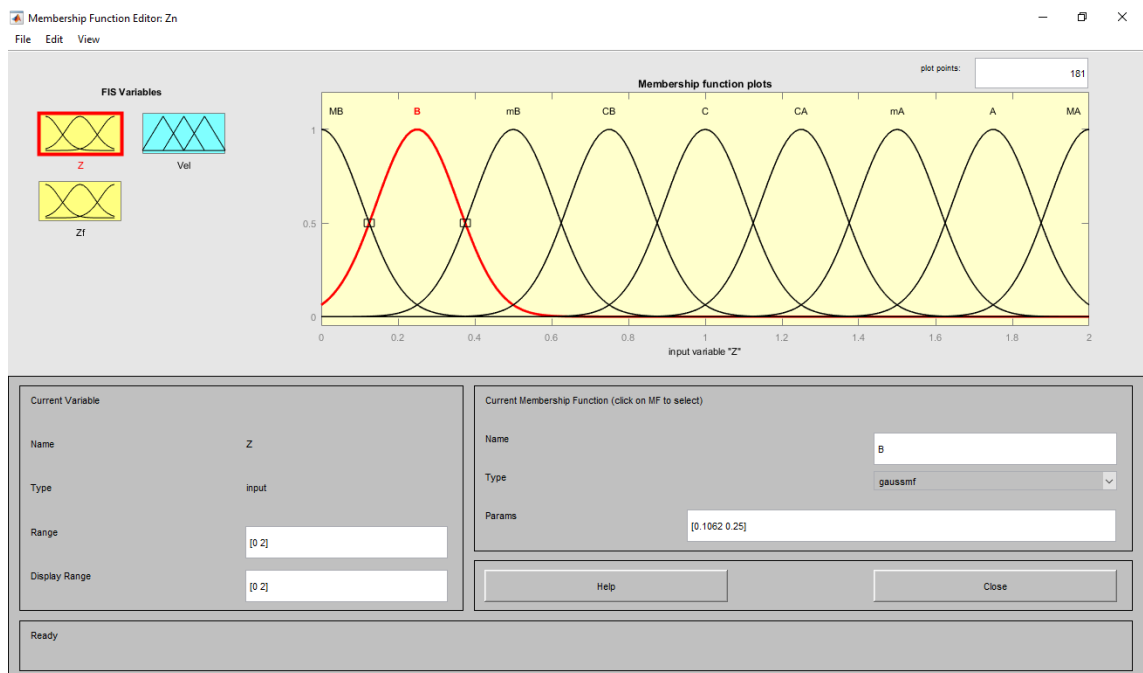 Membership Function Editor: Zn
File Edit View
FIS Variables
Z
Vel
Zf
plot points:
181
Membership function plots
MB B mB CB C CA mA A MA
1
0.5
0
0 0.2 0.4 0.6 0.8 1 1.2 1.4 1.6 1.8 2
input variable "Z"
Current Variable
Name Z
Type input
Range [0 2]
Display Range [0 2]
Current Membership Function (click on MF to select)
Name B
Type gaussmf
Params [0.1062 0.25]
Help Close
Ready